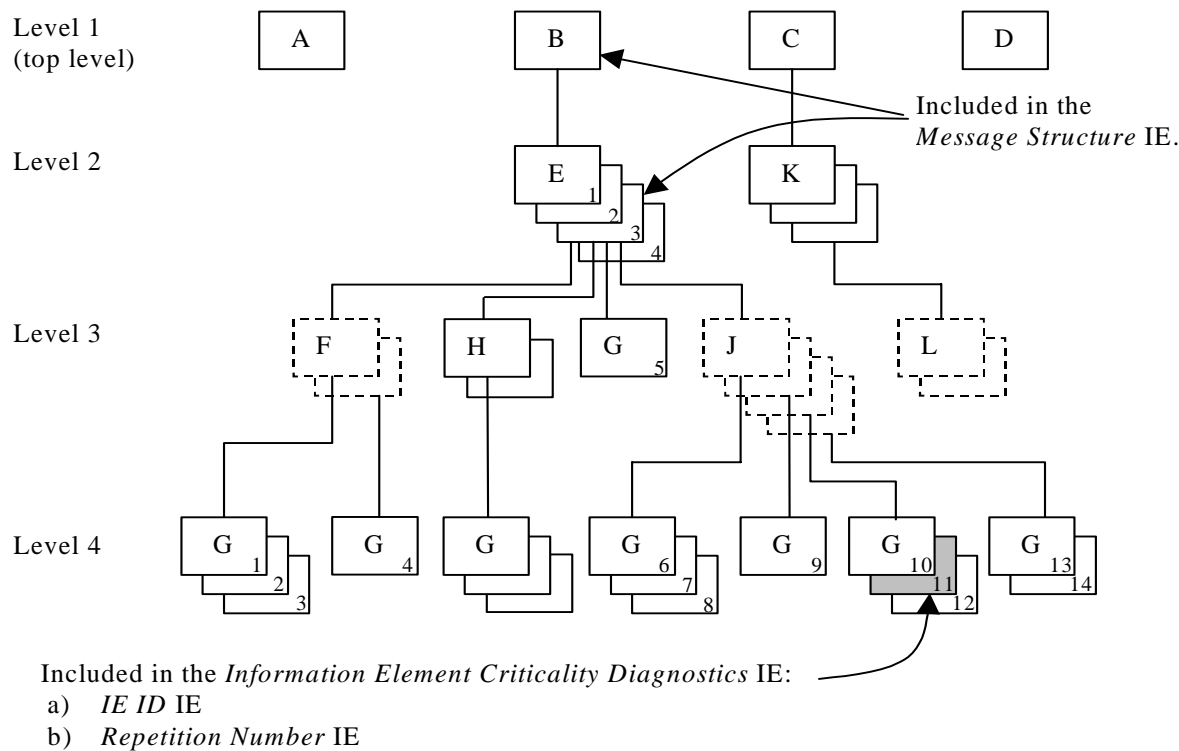 Level 1
(top level)
A
B
C
D
Included in the
Message Structure IE.
Level 2
E
1
2
3
4
K
Level 3
F
H
G
5
J
L
Level 4
G
1
2
3
G
4
G
G
6
7
8
G
9
G
10
11
12
G
13
14
Included in the Information Element Criticality Diagnostics IE:
a) IE ID IE
b) Repetition Number IE